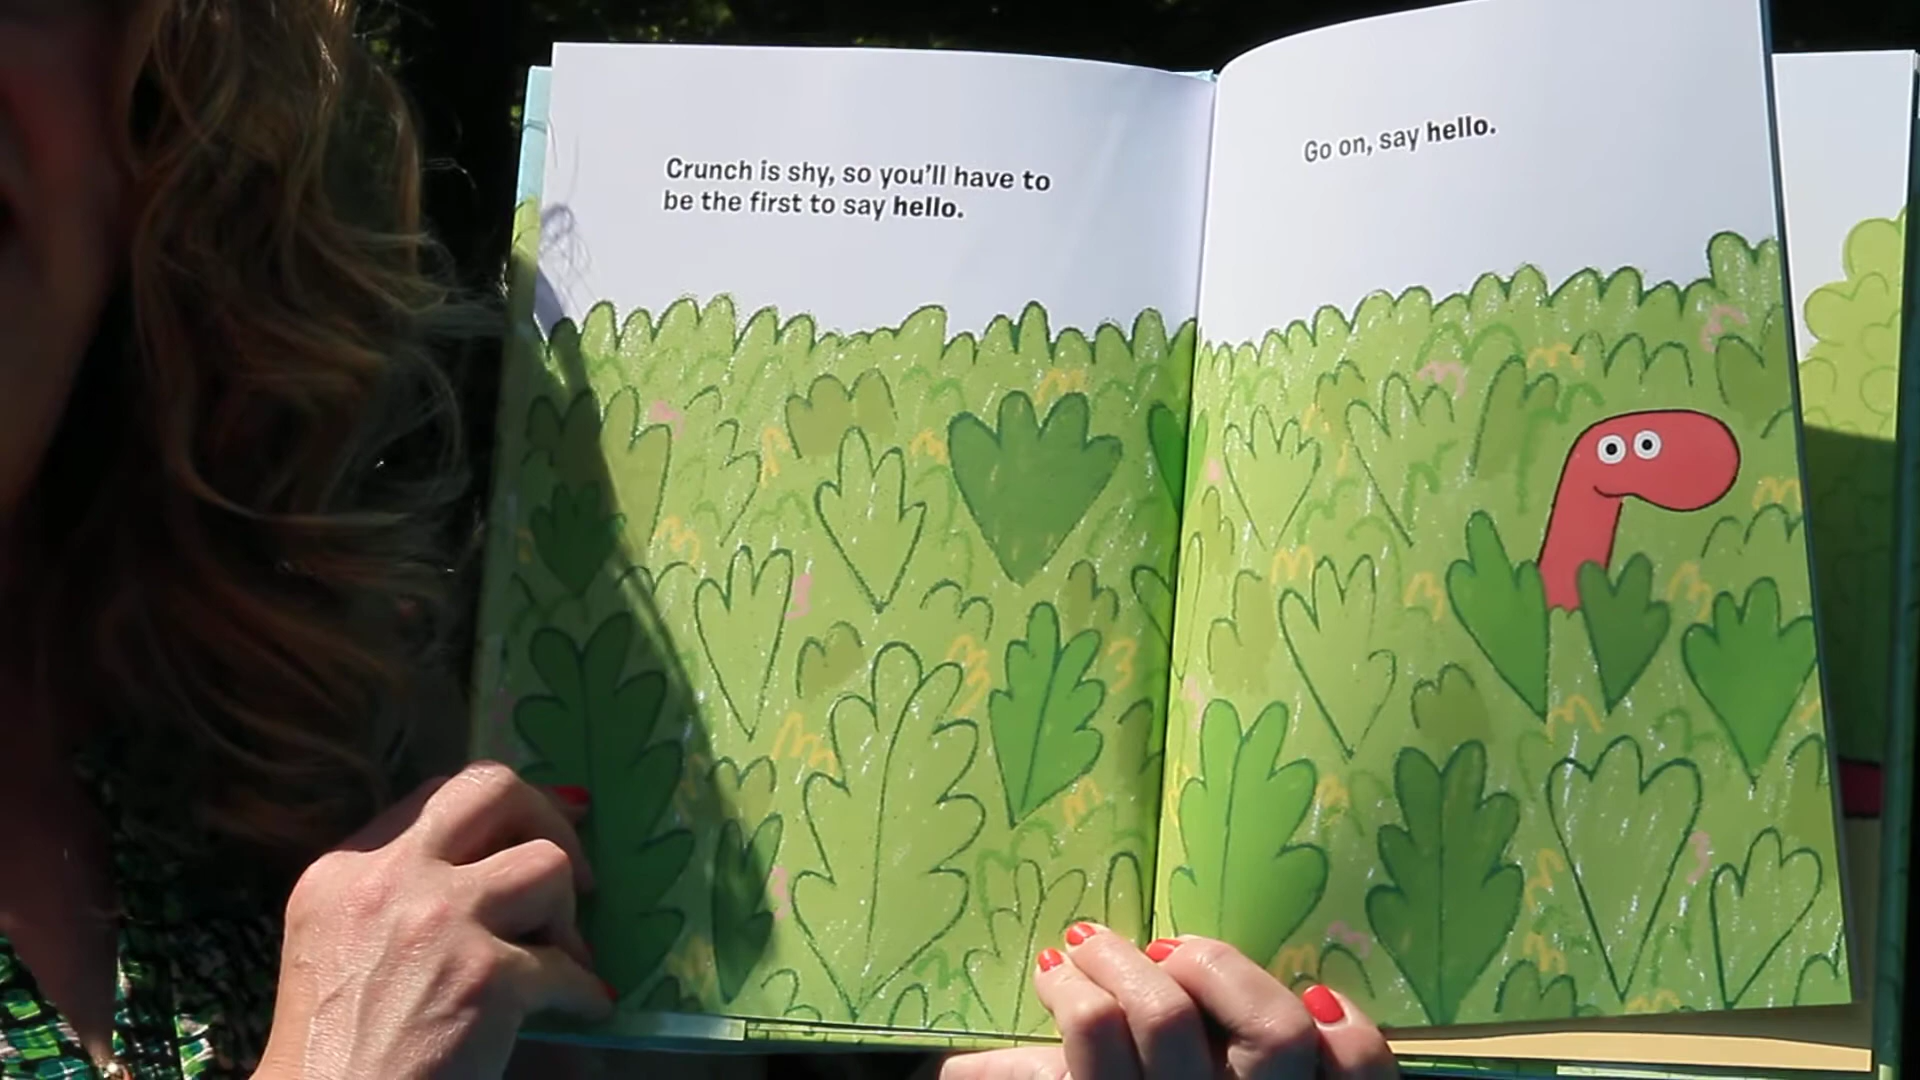 Crunch is shy, so you'll have to
be the first to say hello.
Go on, say hello.